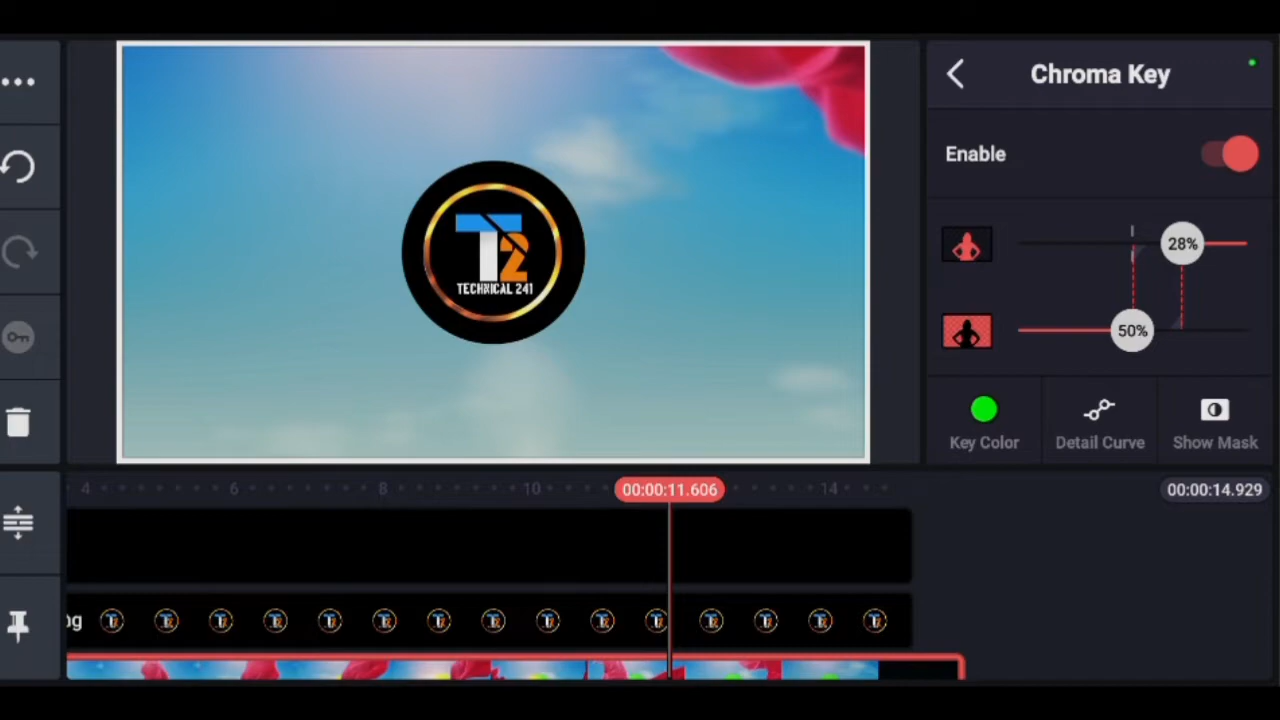 Chroma Key
Enable
28%
50%
Key Color
Detail Curve
Show Mask
T2
TECHNICAL 241
4
6
8
10
00:00:11.606
14
00:00:14.929